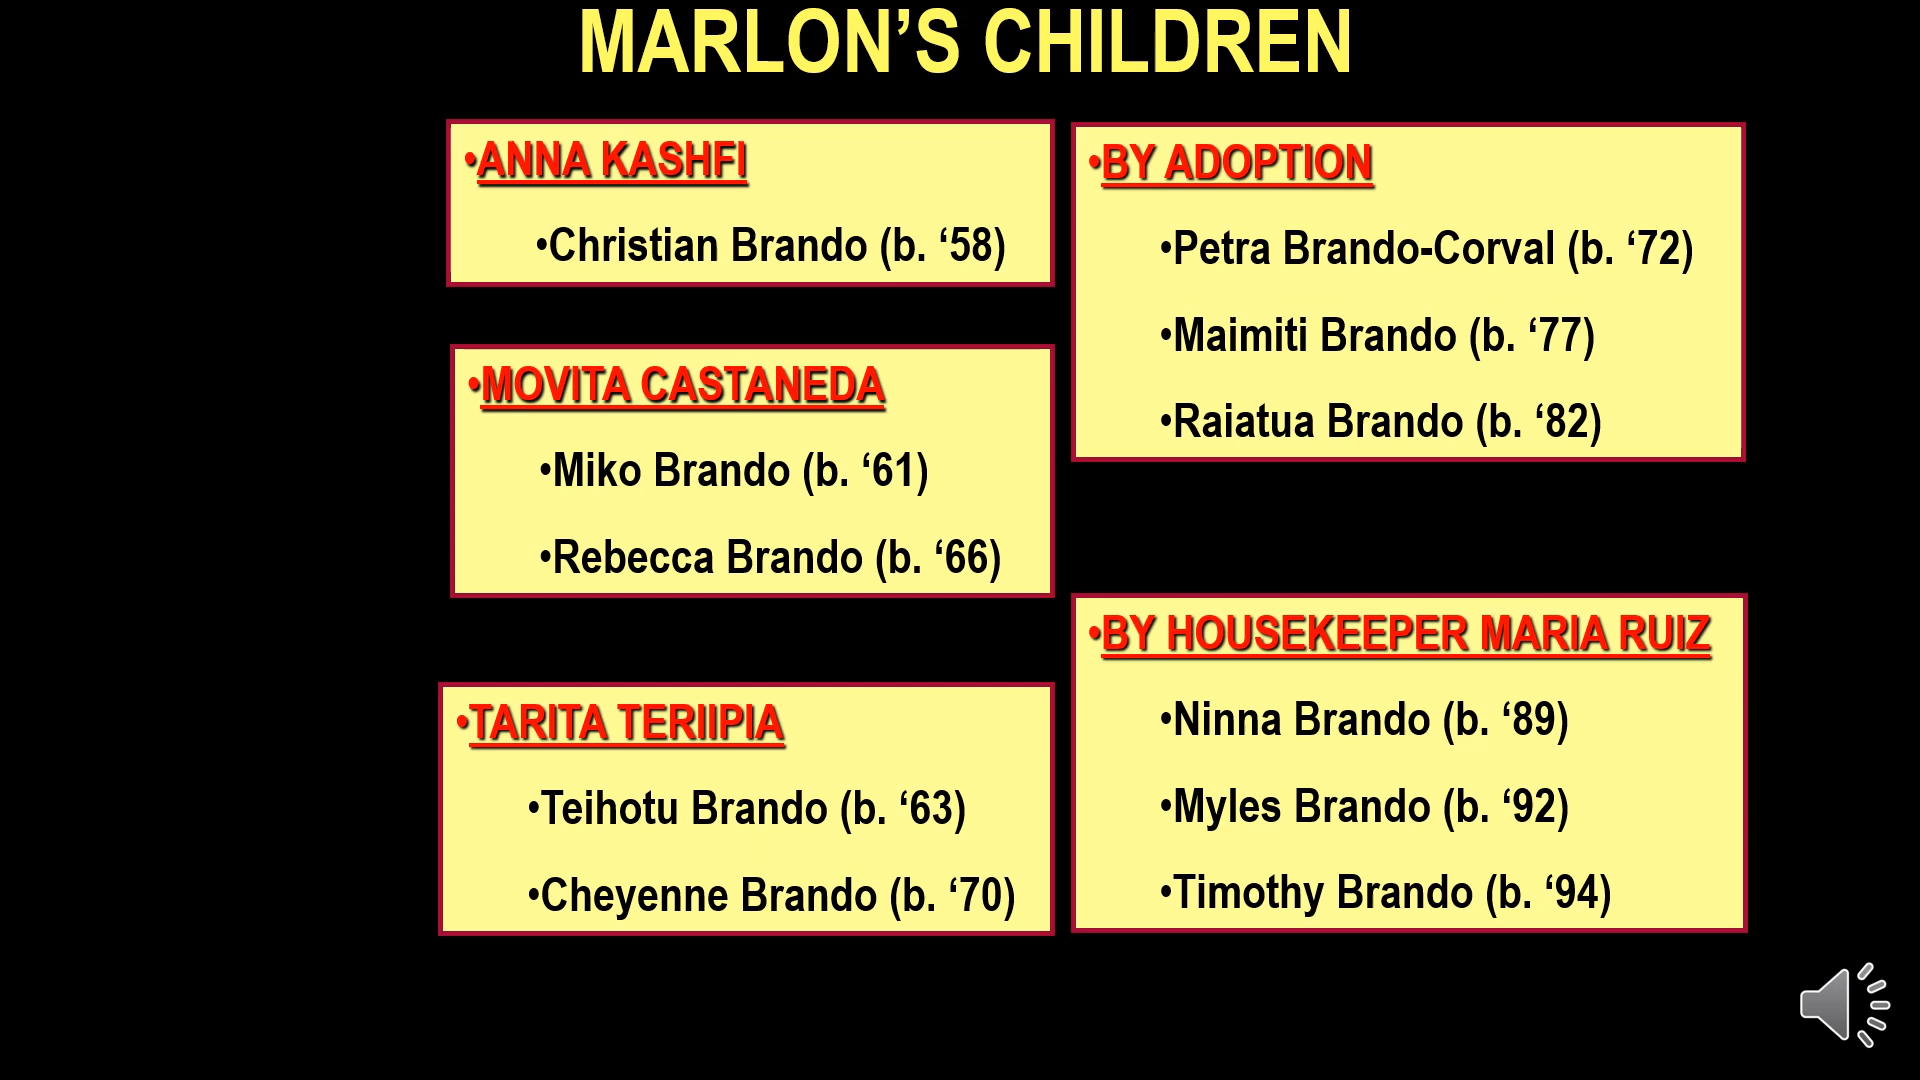 MARLON’S CHILDREN
•ANNA KASHFI
•Christian Brando (b. ‘58)
•MOVITA CASTANEDA
•Miko Brando (b. ‘61)
•Rebecca Brando (b. ‘66)
•TARITA TERIIPIA
•Teihotu Brando (b. ‘63)
•Cheyenne Brando (b. ‘70)
•BY ADOPTION
•Petra Brando-Corval (b. ‘72)
•Maimiti Brando (b. ‘77)
•Raiatua Brando (b. ‘82)
•BY HOUSEKEEPER MARIA RUIZ
•Ninna Brando (b. ‘89)
•Myles Brando (b. ‘92)
•Timothy Brando (b. ‘94)